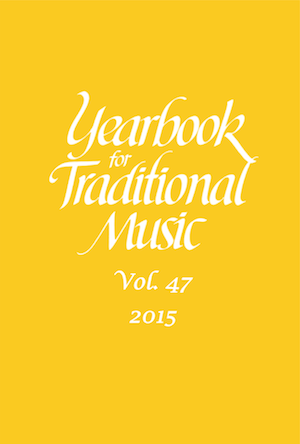 Yearbook
for
Traditional
Music
Vol. 47
2015